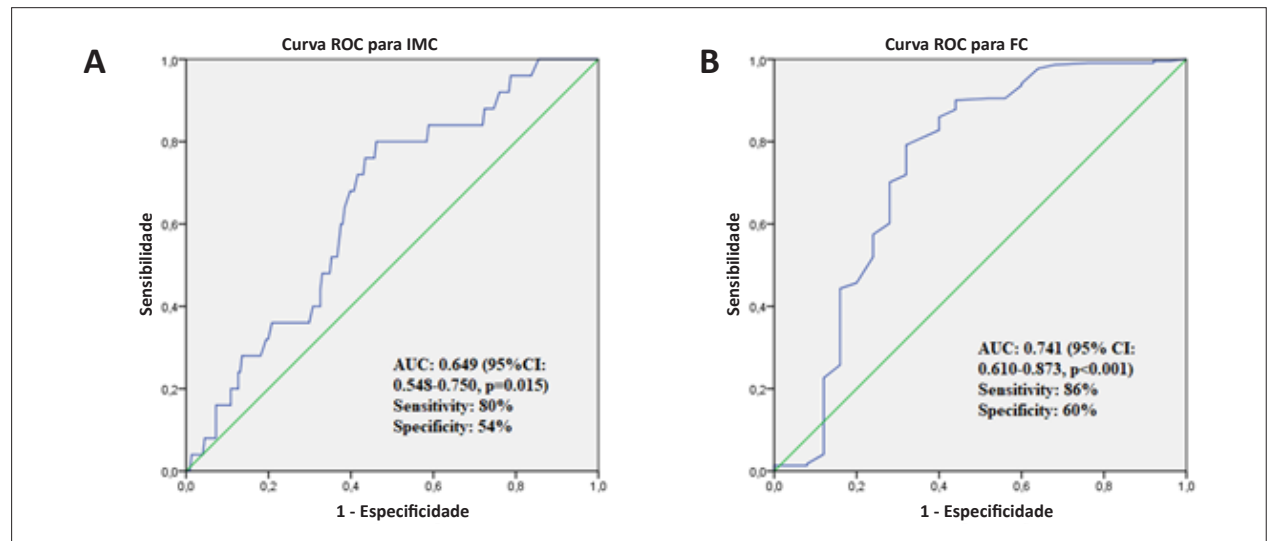 A
Curva ROC para IMC
1,0
0,8
0,6
0,4
0,2
0,0
Sensibilidade
AUC: 0.649 (95%CI:
0.548-0.750, p=0.015)
Sensitivity: 80%
Specificity: 54%
0,0 0,2 0,4 0,6 0,8 1,0
1 - Especificidade
B
Curva ROC para FC
1,0
0,8
0,6
0,4
0,2
0,0
Sensibilidade
AUC: 0.741 (95% CI:
0.610-0.873, p<0.001)
Sensitivity: 86%
Specificity: 60%
0,0 0,2 0,4 0,6 0,8 1,0
1 - Especificidade